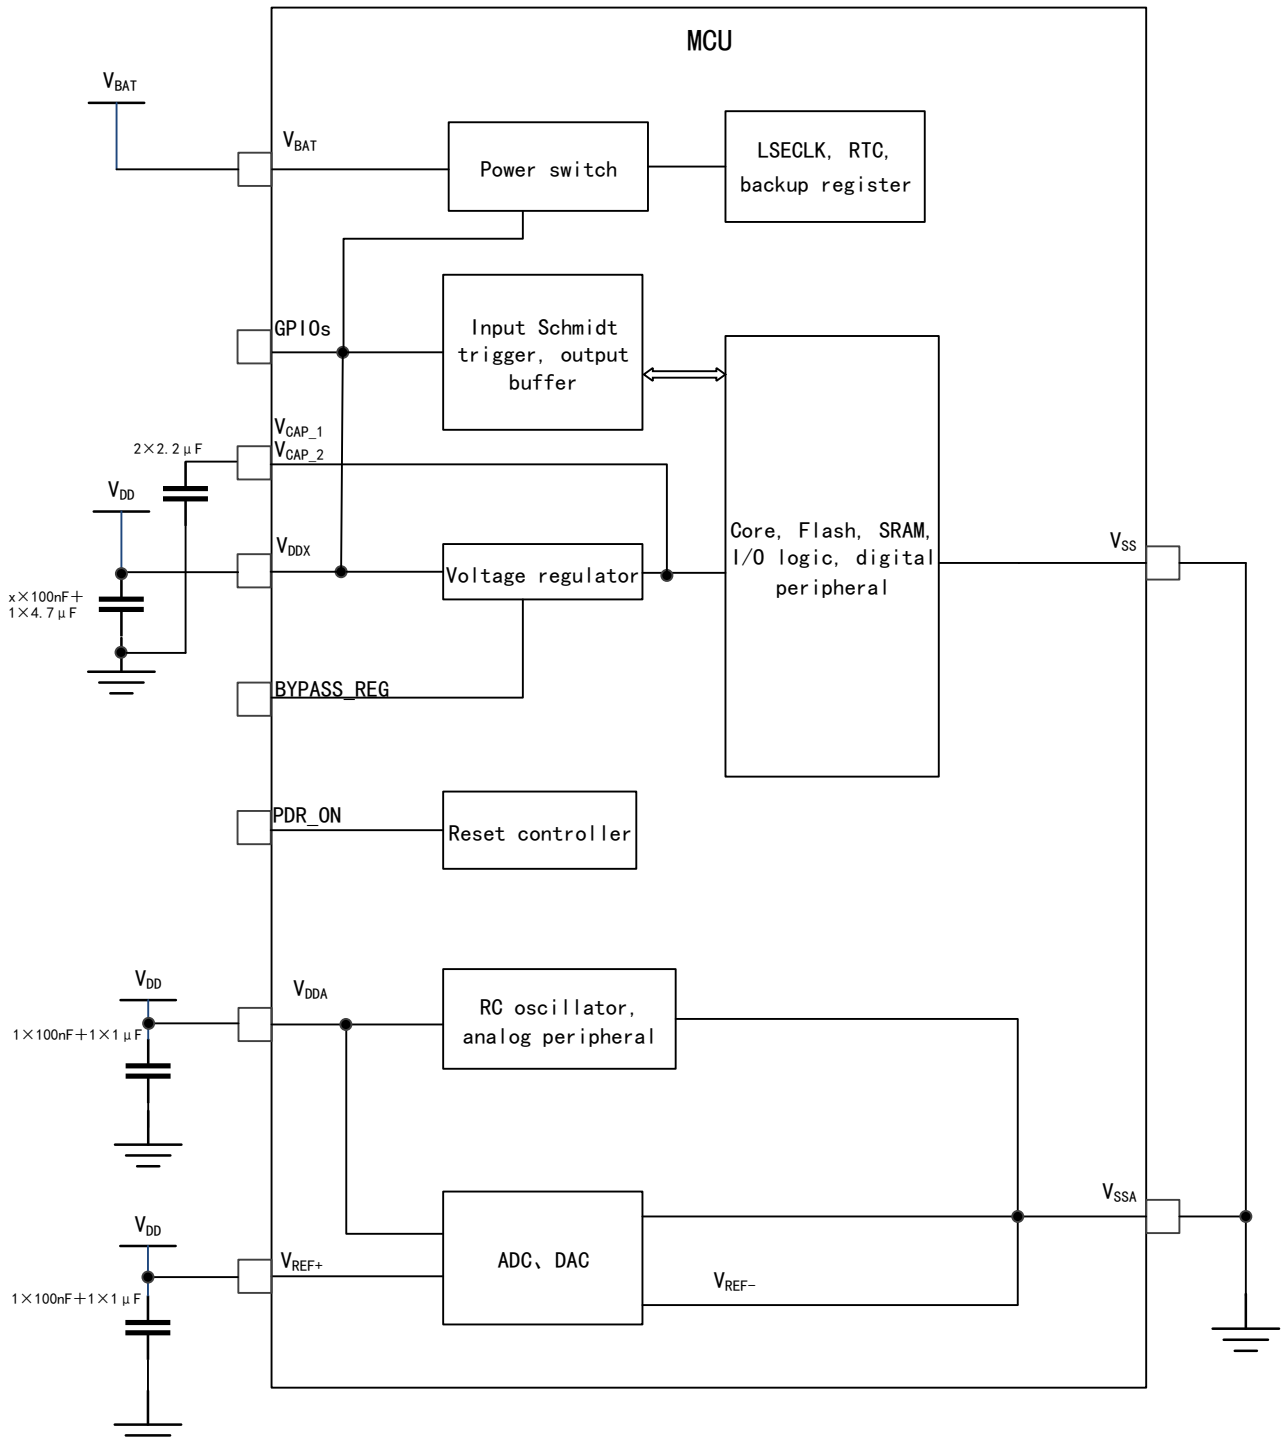 MCU
VBAT
VBAT
Power switch
LSECLK, RTC,
backup register
GPIOs
Input Schmidt
trigger, output
buffer
VCAP_1
VCAP_2
2×2.2μF
VDD
VDDX
Voltage regulator
Core, Flash, SRAM,
I/O logic, digital
peripheral
VSS
x×100nF+
1×4.7μF
BYPASS_REG
PDR_ON
Reset controller
VDD
VDDA
RC oscillator,
analog peripheral
1×100nF+1×1μF
VSSA
VDD
VREF+
ADC、DAC
VREF-
1×100nF+1×1μF